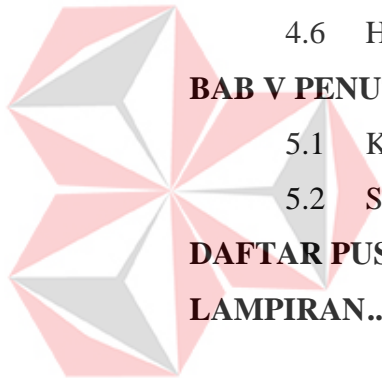 4.6 H
BAB V PENU
5.1 K
5.2 S
DAFTAR PUS
LAMPIRAN..